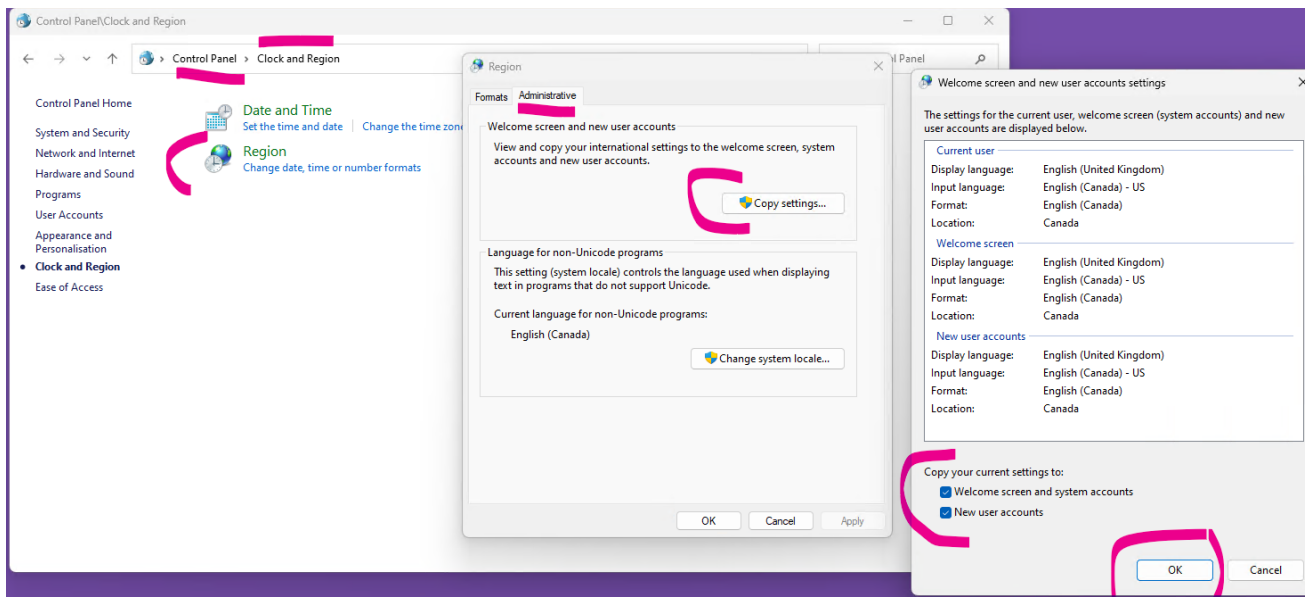 Control Panel\Clock and Region
Control Panel > Clock and Region
l Panel
Control Panel Home
System and Security
Network and Internet
Hardware and Sound
Programs
User Accounts
Appearance and
Personalisation
Clock and Region
Ease of Access
Date and Time
Set the time and date
Change the time zone
Region
Change date, time or number formats
Region
Formats
Administrative
Welcome screen and new user accounts
View and copy your international settings to the welcome screen, system
accounts and new user accounts.
Copy settings...
Language for non-Unicode programs
This setting (system locale) controls the language used when displaying
text in programs that do not support Unicode.
Current language for non-Unicode programs:
English (Canada)
Change system locale...
OK
Cancel
Apply
Welcome screen and new user accounts settings
The settings for the current user, welcome screen (system accounts) and new
user accounts are displayed below.
Current user
Display language: English (United Kingdom)
Input language: English (Canada) - US
Format: English (Canada)
Location: Canada
Welcome screen
Display language: English (United Kingdom)
Input language: English (Canada) - US
Format: English (Canada)
Location: Canada
New user accounts
Display language: English (United Kingdom)
Input language: English (Canada) - US
Format: English (Canada)
Location: Canada
Copy your current settings to:
Welcome screen and system accounts
New user accounts
OK
Cancel